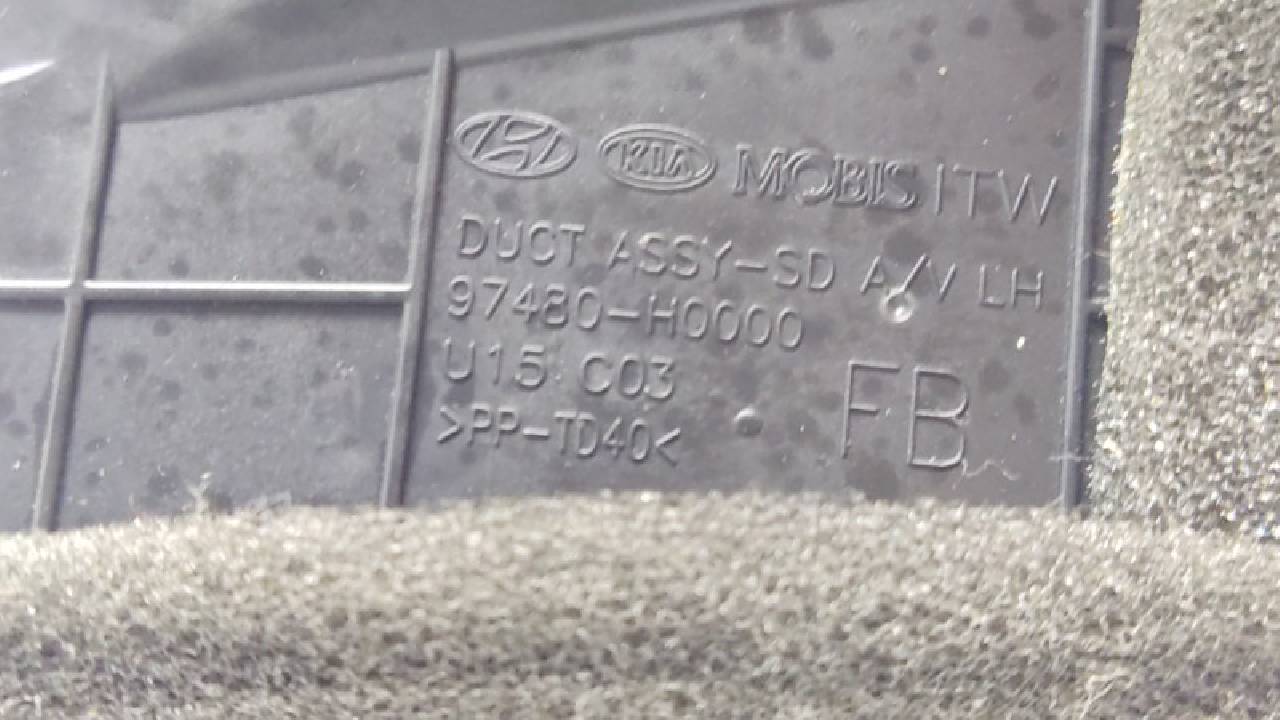 KIA MOBIS ITW
DUCT ASSY-SD A/V LH
97480-H0000
U15 C03
>PP-TD40<
FB